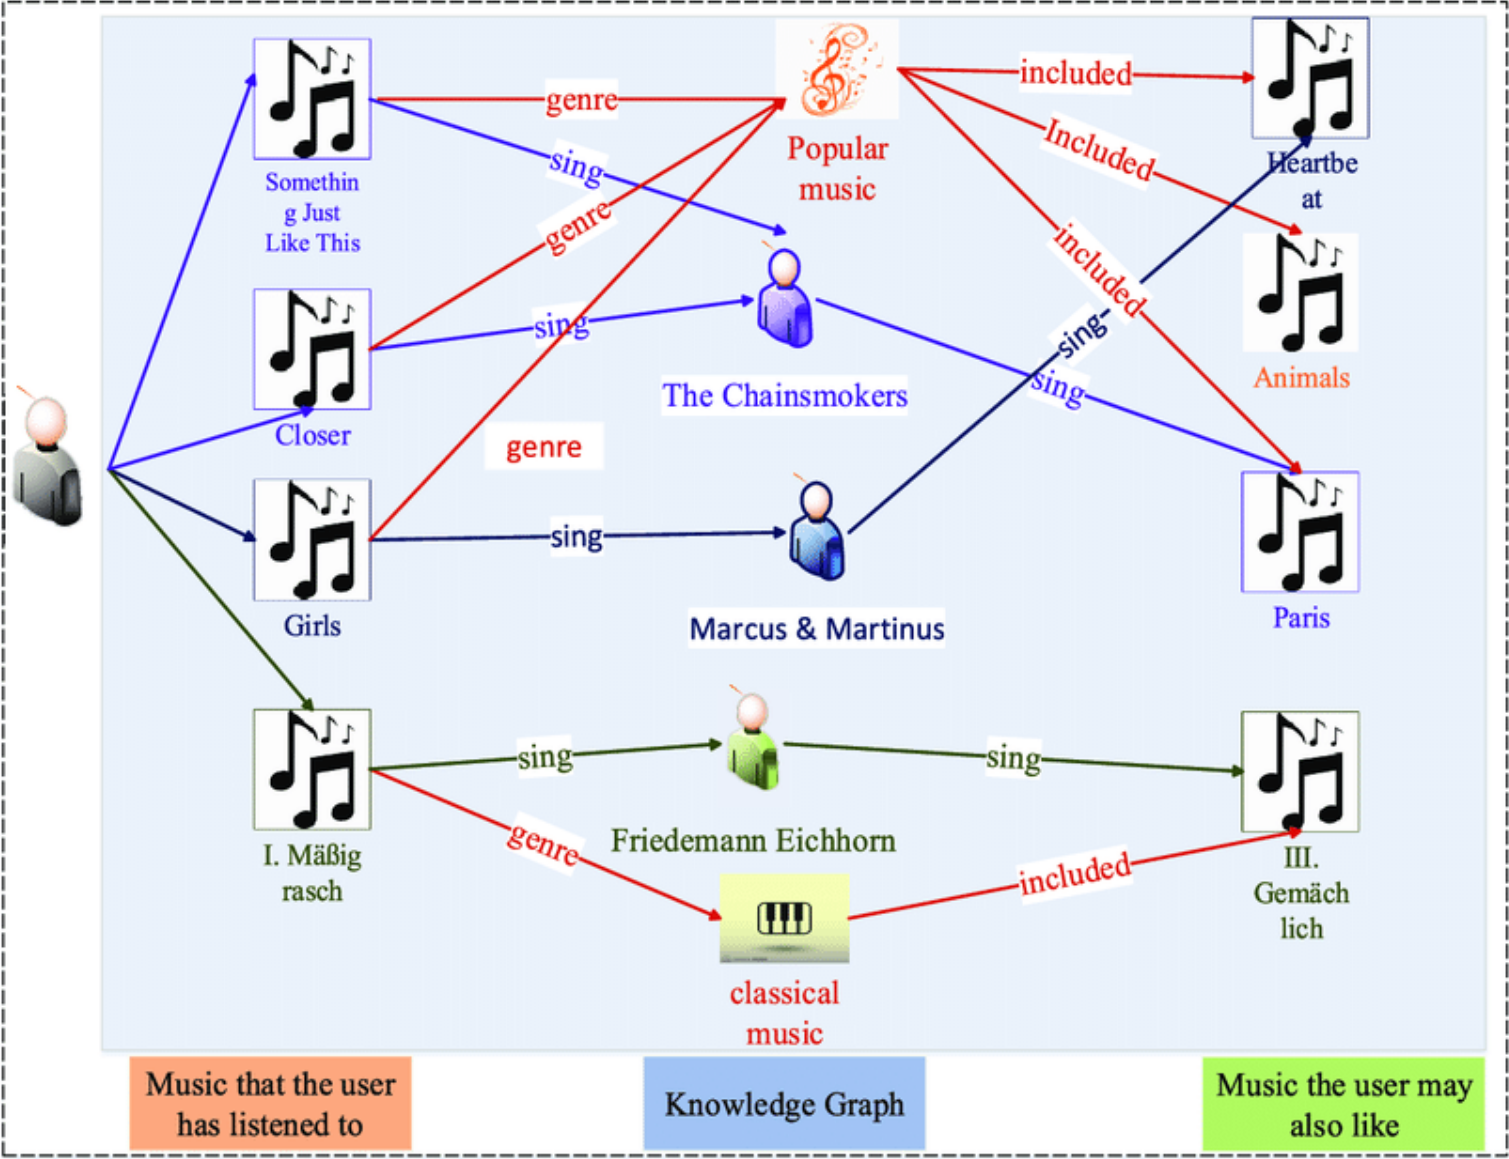 genre
included
Included
sing
genre
included
Somethin
g Just
Like This
Popular
music
Heartbe
at
sing
sing
sing
Closer
The Chainsmokers
Animals
genre
sing
Girls
Marcus & Martinus
Paris
sing
sing
I. Mäßig
rasch
genre
Friedemann Eichhorn
included
III.
Gemäch
lich
classical
music
Music that the user
has listened to
Knowledge Graph
Music the user may
also like